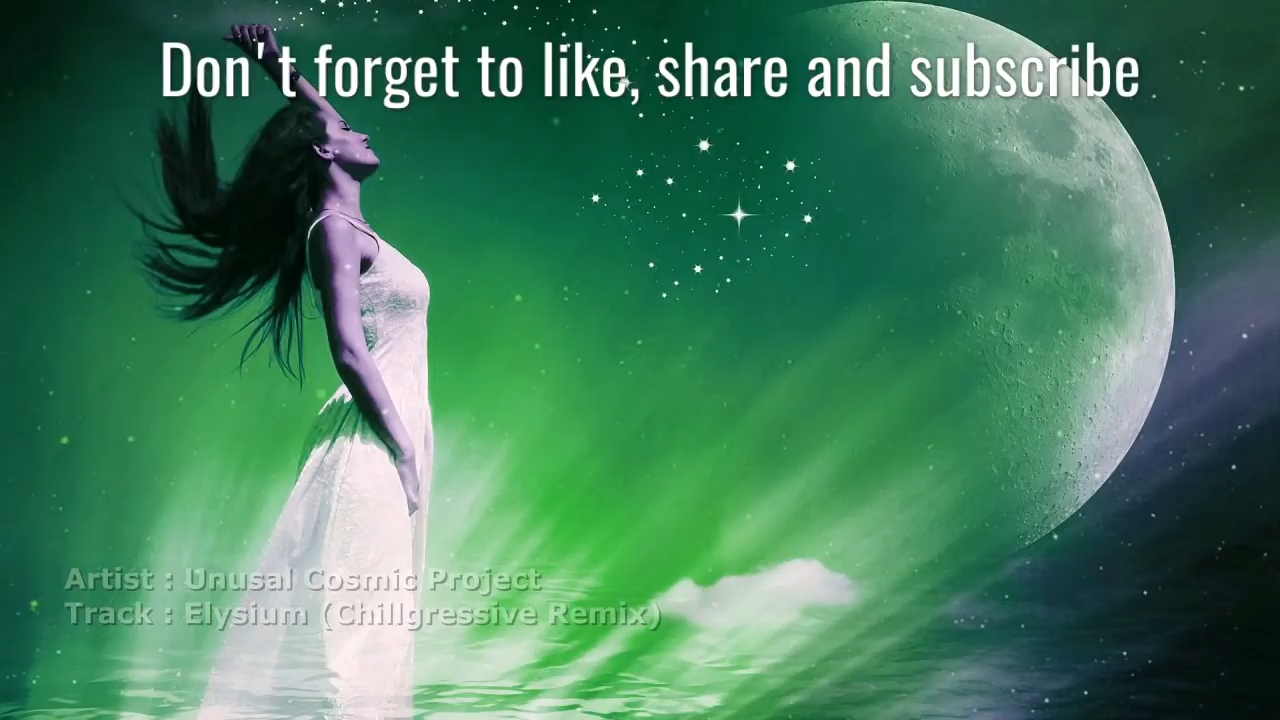 Don't forget to like, share and subscribe
Artist : Unusal Cosmic Project
Track : Elysium (Chillgressive Remix)